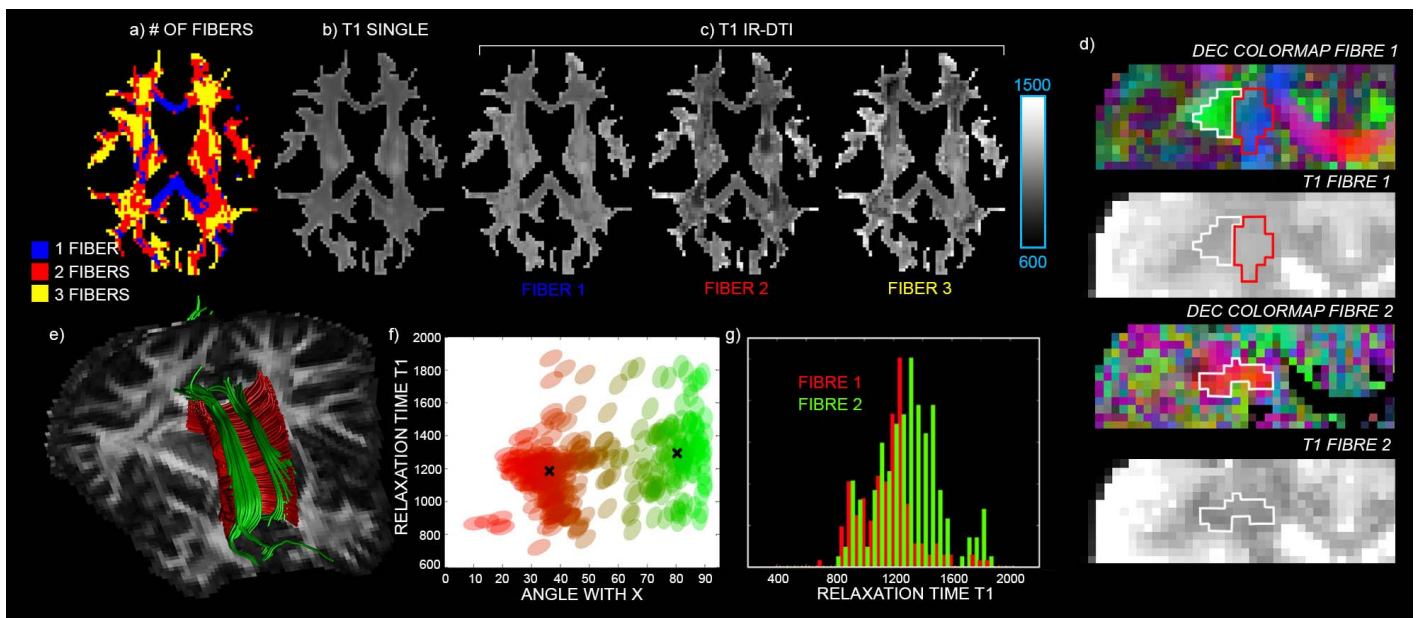 a) # OF FIBERS
b) T1 SINGLE
c) T1 IR-DTI
d)
DEC COLORMAP FIBRE 1
1500
600
T1 FIBRE 1
1 FIBER
2 FIBERS
3 FIBERS
FIBER 1
FIBER 2
FIBER 3
DEC COLORMAP FIBRE 2
T1 FIBRE 2
e)
f)
RELAXATION TIME T1
2000
1800
1600
1400
1200
1000
800
600
0 10 20 30 40 50 60 70 80 90
ANGLE WITH X
g)
FIBRE 1
FIBRE 2
400 800 1200 1600 2000
RELAXATION TIME T1